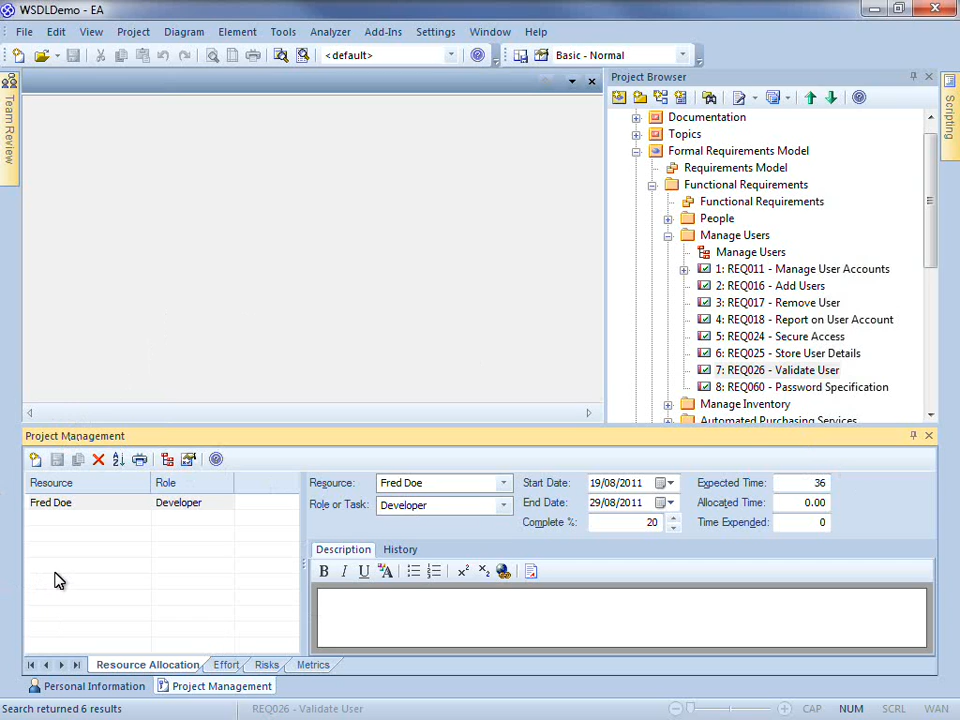 WSDLDemo - EA
File Edit View Project Diagram Element Tools Analyzer Add-Ins Settings Window Help
<default>
Basic - Normal
Team Review
Project Browser
Scripting
Documentation
Topics
Formal Requirements Model
Requirements Model
Functional Requirements
Functional Requirements
People
Manage Users
Manage Users
1: REQ011 - Manage User Accounts
2: REQ016 - Add Users
3: REQ017 - Remove User
4: REQ018 - Report on User Account
5: REQ024 - Secure Access
6: REQ025 - Store User Details
7: REQ026 - Validate User
8: REQ060 - Password Specification
Manage Inventory
Automated Purchasing Services
Project Management
Resource Role
Fred Doe Developer
Resource: Fred Doe Start Date: 19/08/2011 Expected Time: 36
Role or Task: Developer End Date: 29/08/2011 Allocated Time: 0.00
Complete %: 20 Time Expended: 0
Description History
B I U A x² x₂
Resource Allocation Effort Risks Metrics
Personal Information Project Management
Search returned 6 results REQ026 - Validate User CAP NUM SCRL WAN